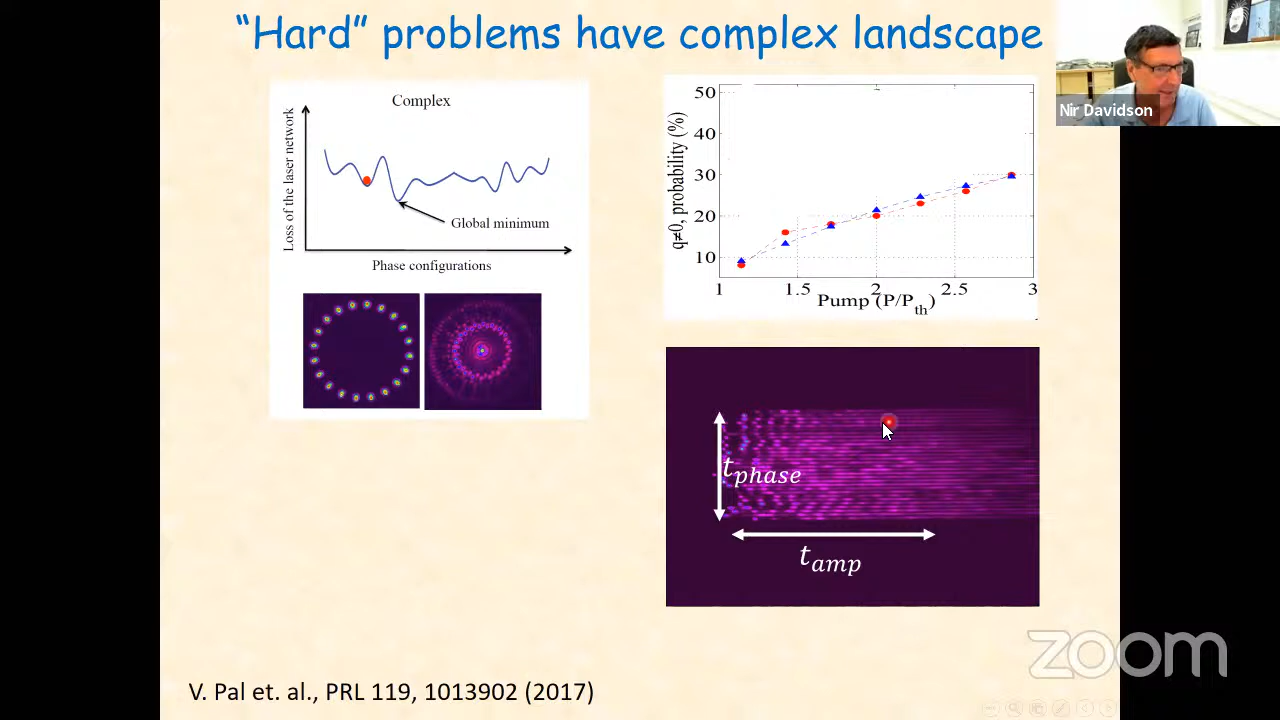 “Hard” problems have complex landscape
Nir Davidson
Complex
Loss of the laser network
Global minimum
Phase configurations
q≠0, probability (%)
50
40
30
20
10
1
1.5
2
2.5
3
Pump (P/Pth)
tphase
tamp
zoom
V. Pal et. al., PRL 119, 1013902 (2017)